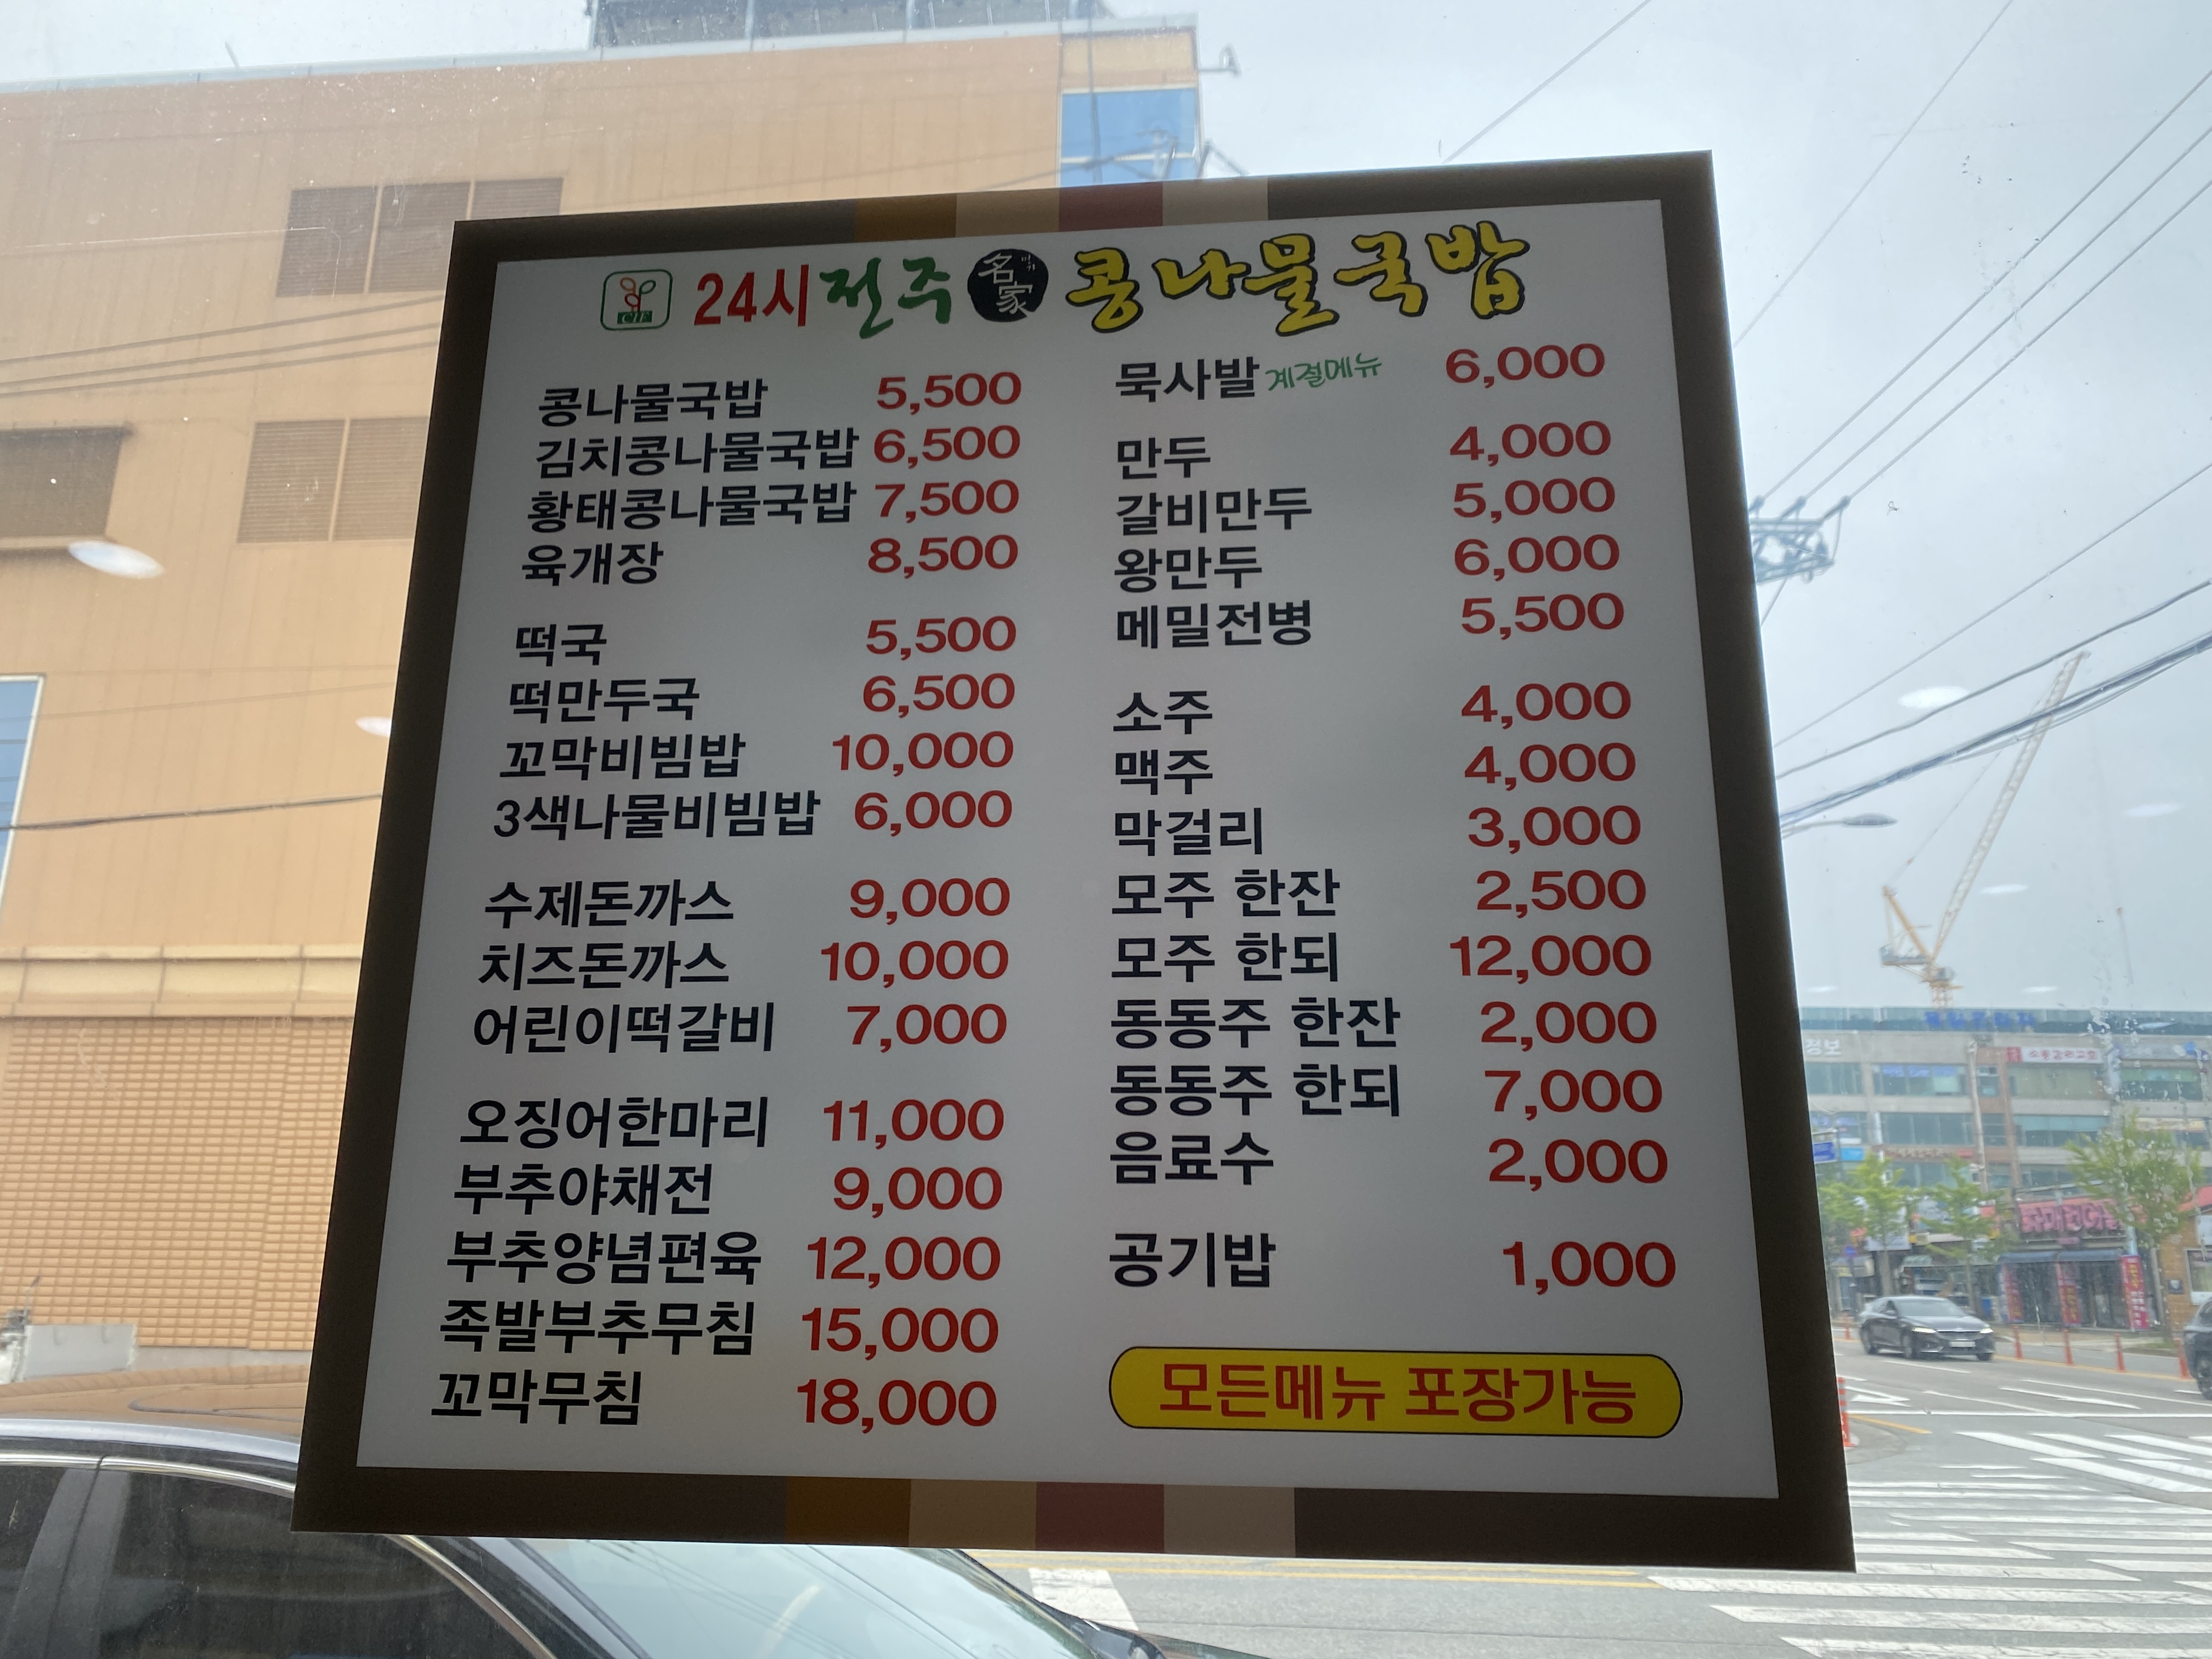 24시 전주 名家 콩나물국밥
콩나물국밥 5,500
김치콩나물국밥 6,500
황태콩나물국밥 7,500
육개장 8,500
떡국 5,500
떡만두국 6,500
꼬막비빔밥 10,000
3색나물비빔밥 6,000
수제돈까스 9,000
치즈돈까스 10,000
어린이떡갈비 7,000
오징어한마리 11,000
부추야채전 9,000
부추양념편육 12,000
족발부추무침 15,000
꼬막무침 18,000
묵사발 계절메뉴 6,000
만두 4,000
갈비만두 5,000
왕만두 6,000
메밀전병 5,500
소주 4,000
맥주 4,000
막걸리 3,000
모주 한잔 2,500
모주 한되 12,000
동동주 한잔 2,000
동동주 한되 7,000
음료수 2,000
공기밥 1,000
모든메뉴 포장가능
정보